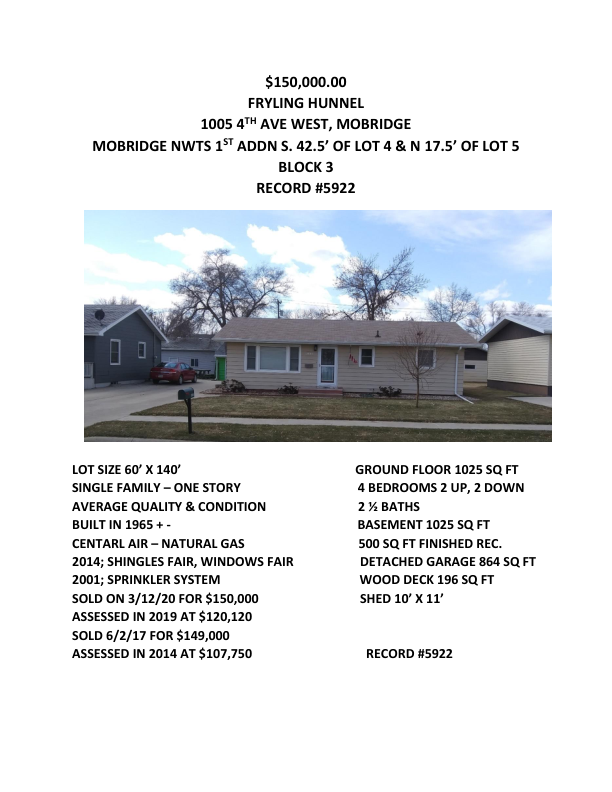 $150,000.00
FRYLING HUNNEL
1005 4TH AVE WEST, MOBRIDGE
MOBRIDGE NWTS 1ST ADDN S. 42.5’ OF LOT 4 & N 17.5’ OF LOT 5
BLOCK 3
RECORD #5922
LOT SIZE 60’ X 140’ GROUND FLOOR 1025 SQ FT
SINGLE FAMILY – ONE STORY 4 BEDROOMS 2 UP, 2 DOWN
AVERAGE QUALITY & CONDITION 2 ½ BATHS
BUILT IN 1965 + - BASEMENT 1025 SQ FT
CENTARL AIR – NATURAL GAS 500 SQ FT FINISHED REC.
2014; SHINGLES FAIR, WINDOWS FAIR DETACHED GARAGE 864 SQ FT
2001; SPRINKLER SYSTEM WOOD DECK 196 SQ FT
SOLD ON 3/12/20 FOR $150,000 SHED 10’ X 11’
ASSESSED IN 2019 AT $120,120
SOLD 6/2/17 FOR $149,000
ASSESSED IN 2014 AT $107,750 RECORD #5922